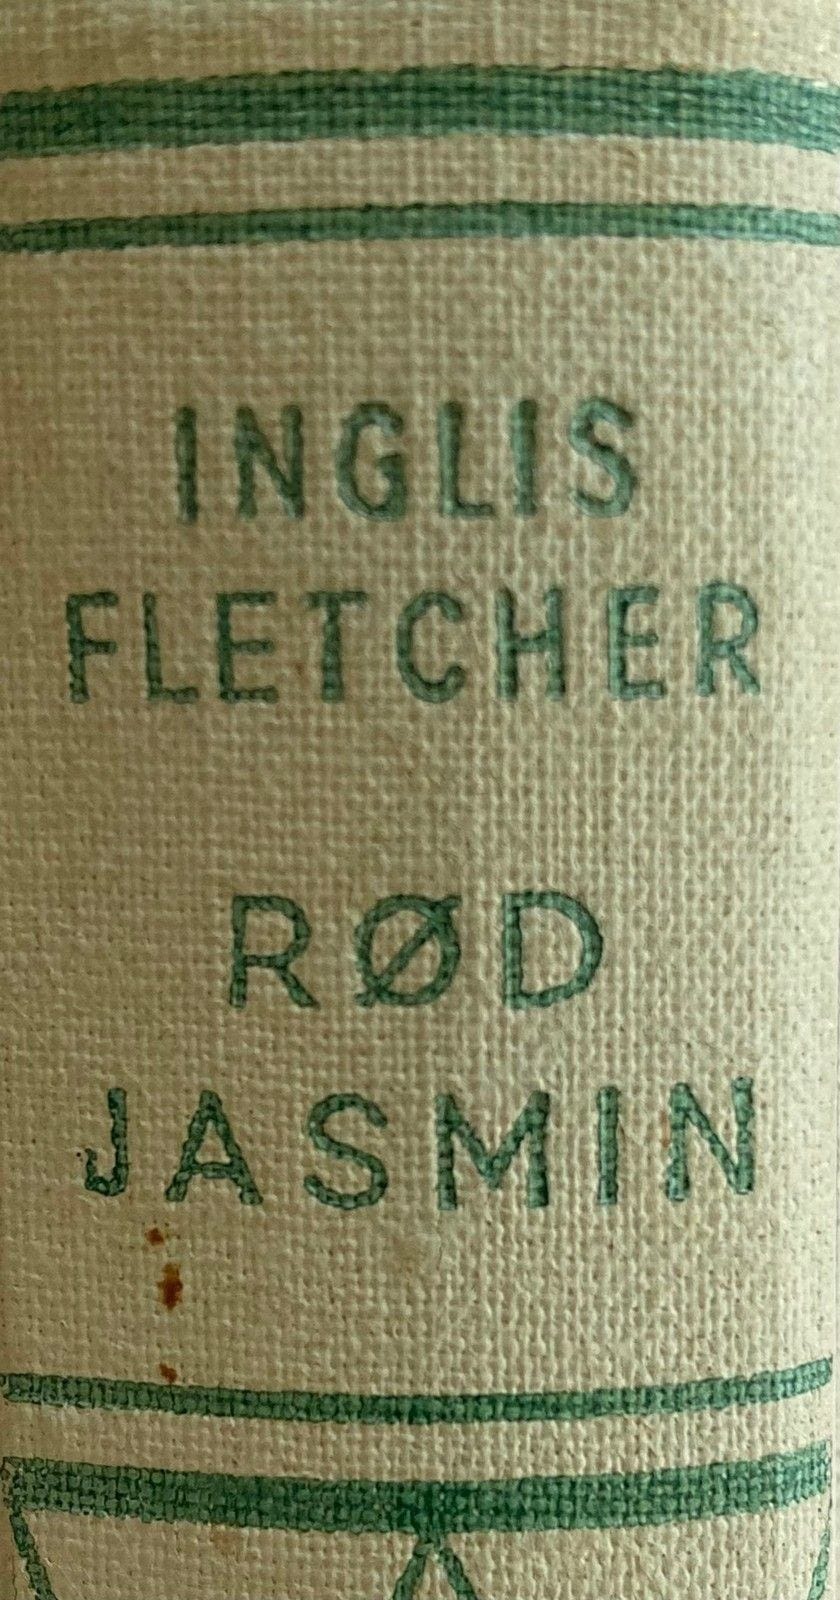 INGLIS
FLETCHER
RØD
JASMIN